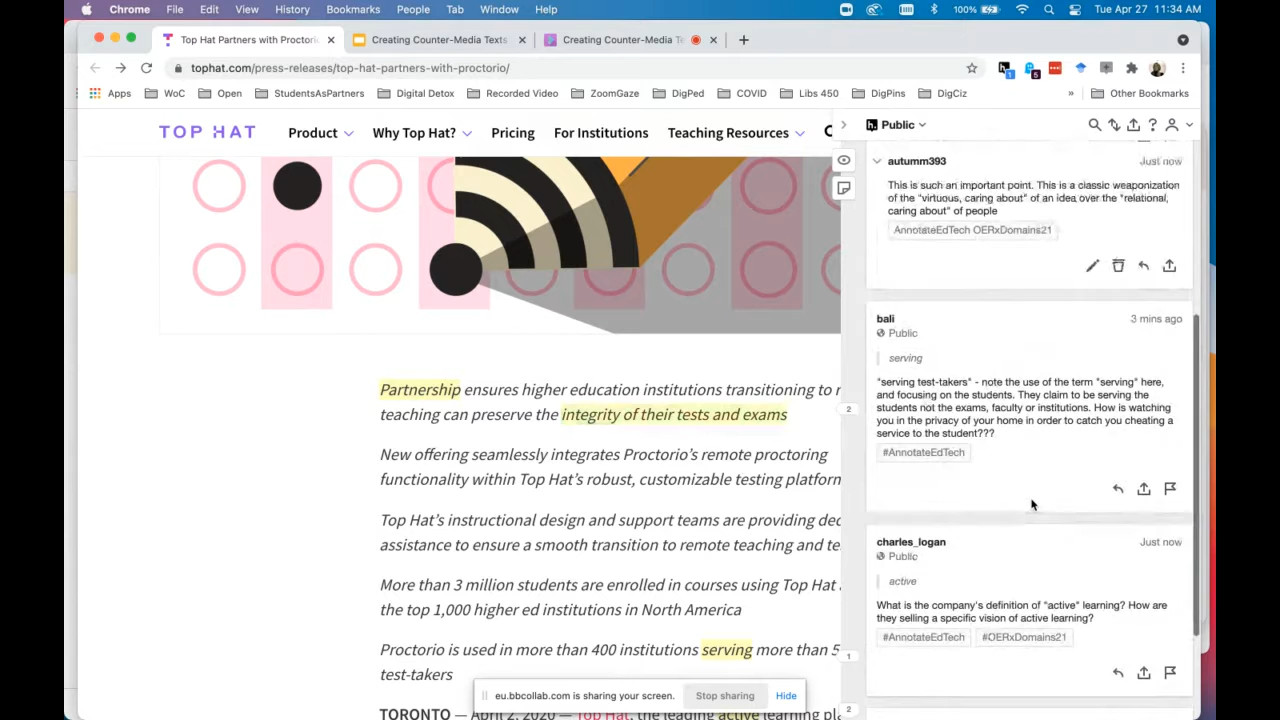 Chrome File Edit View History Bookmarks People Tab Window Help 100% Tue Apr 27 11:34 AM
Top Hat Partners with Proctorio Creating Counter-Media Texts Creating Counter-Media Te
tophat.com/press-releases/top-hat-partners-with-proctorio/
Apps WoC Open StudentsAsPartners Digital Detox Recorded Video ZoomGaze DigPed COVID Libs 450 DigPins DigCiz » Other Bookmarks
TOP HAT Product Why Top Hat? Pricing For Institutions Teaching Resources
Partnership ensures higher education institutions transitioning to r
teaching can preserve the integrity of their tests and exams
New offering seamlessly integrates Proctorio's remote proctoring
functionality within Top Hat's robust, customizable testing platforn
Top Hat's instructional design and support teams are providing dec
assistance to ensure a smooth transition to remote teaching and te
More than 3 million students are enrolled in courses using Top Hat
the top 1,000 higher ed institutions in North America
Proctorio is used in more than 400 institutions serving more than 5
test-takers
TORONTO — April 2, 2020 — Top Hat, the leading active learning pla
Public
autumm393 Just now
This is such an important point. This is a classic weaponization
of the "virtuous, caring about" of an idea over the "relational,
caring about" of people
AnnotateEdTech OERxDomains21
bali 3 mins ago
Public
serving
"serving test-takers" - note the use of the term "serving" here,
and focusing on the students. They claim to be serving the
students not the exams, faculty or institutions. How is watching
you in the privacy of your home in order to catch you cheating a
service to the student???
#AnnotateEdTech
charles_logan Just now
Public
active
What is the company's definition of "active" learning? How are
they selling a specific vision of active learning?
#AnnotateEdTech #OERxDomains21
2
1
2
eu.bbcollab.com is sharing your screen. Stop sharing Hide